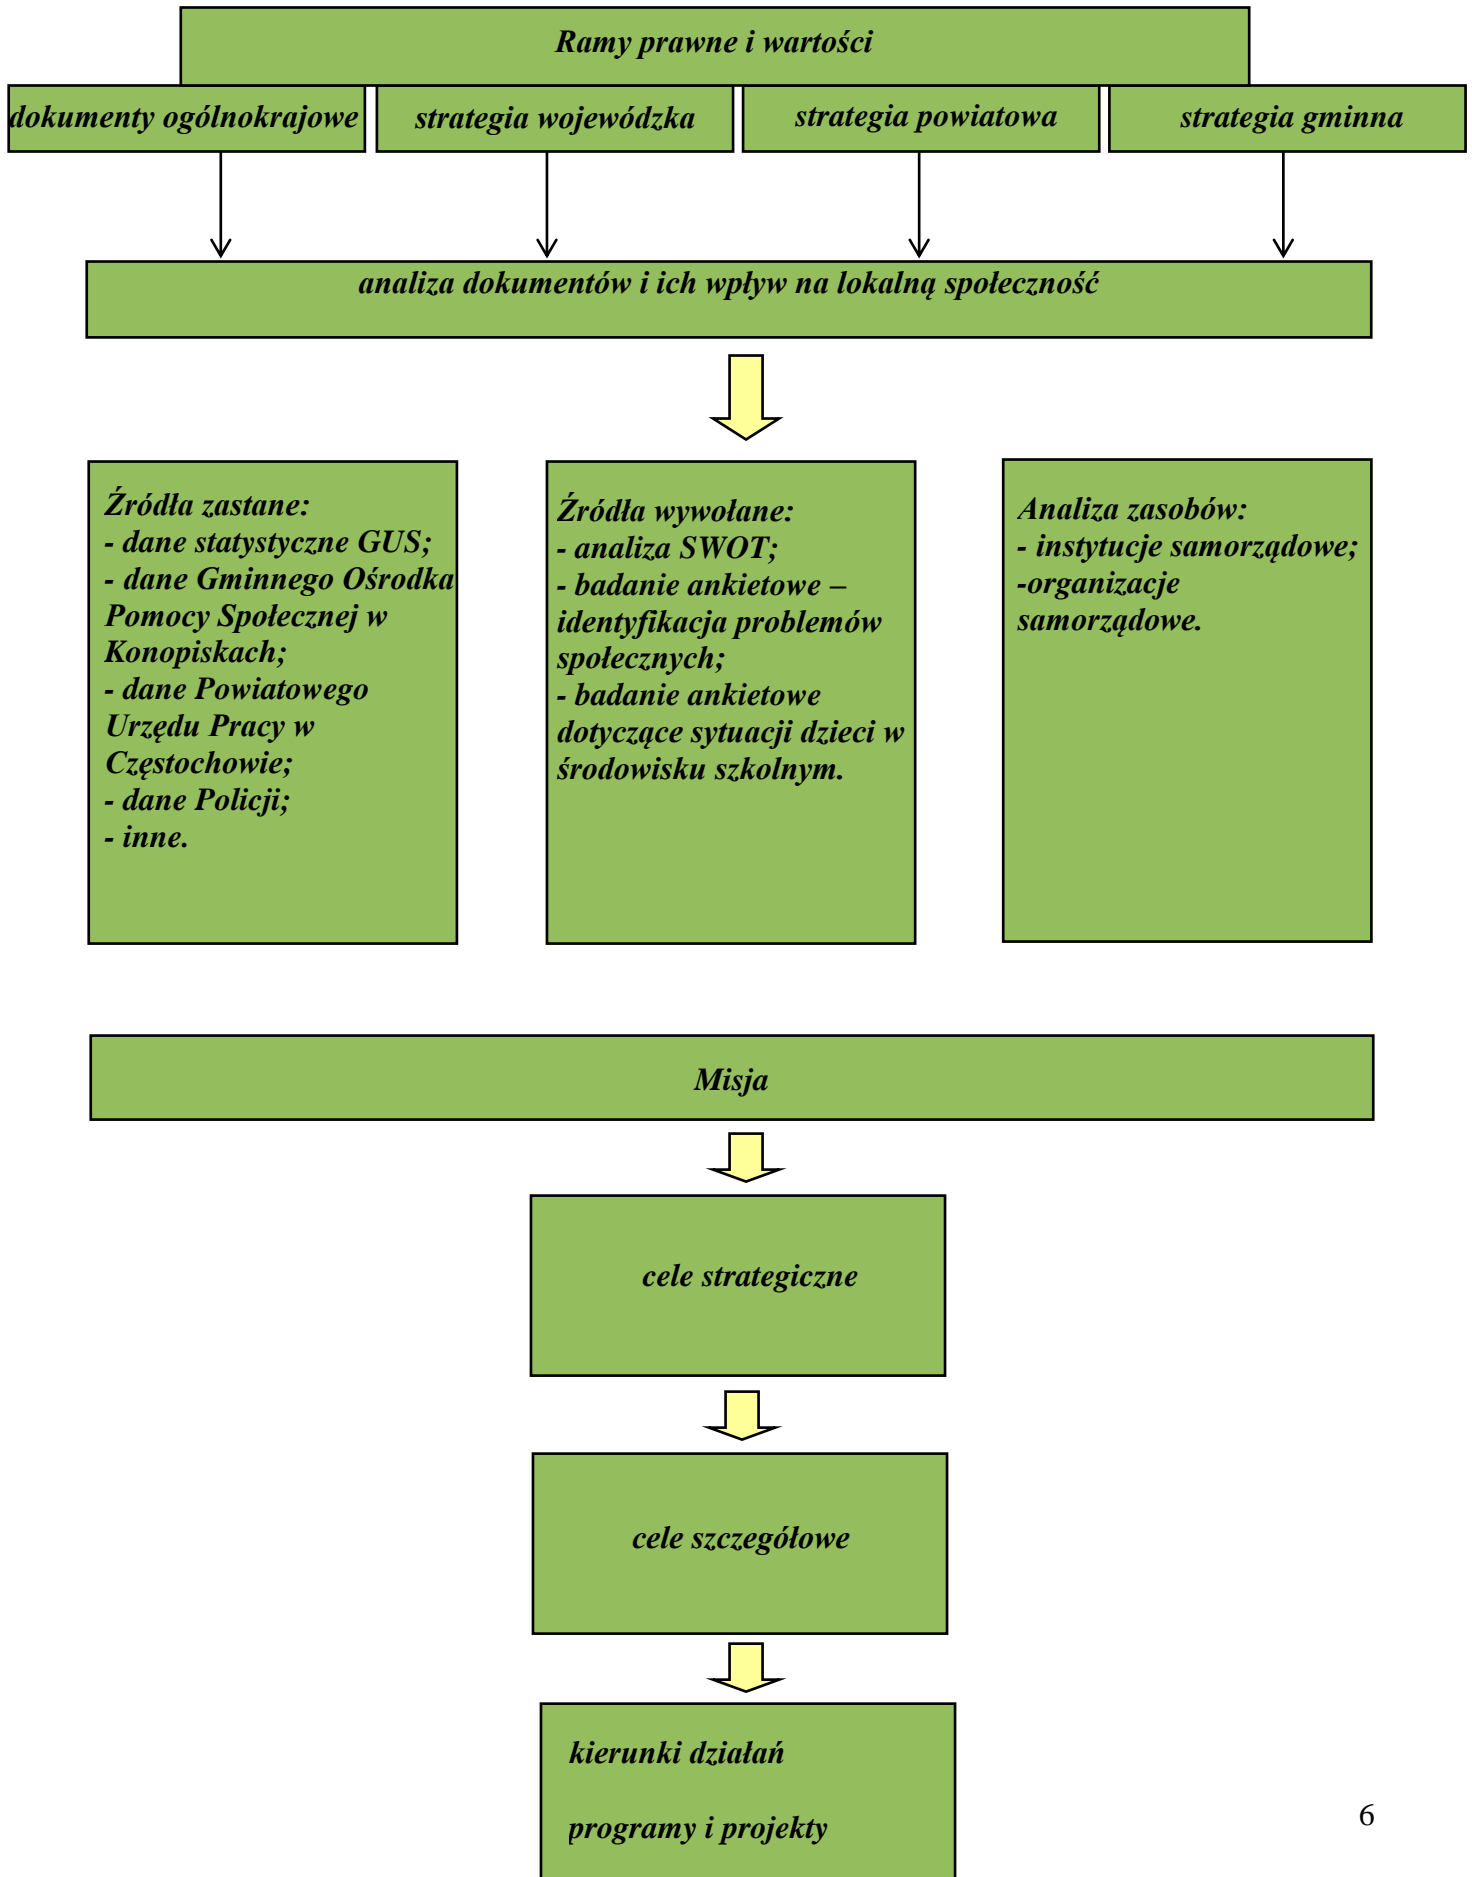 Ramy prawne i wartości
dokumenty ogólnokrajowe
strategia wojewódzka
strategia powiatowa
strategia gminna
analiza dokumentów i ich wpływ na lokalną społeczność
Źródła zastane:
- dane statystyczne GUS;
- dane Gminnego Ośrodka
Pomocy Społecznej w
Konopiskach;
- dane Powiatowego
Urzędu Pracy w
Częstochowie;
- dane Policji;
- inne.
Źródła wywołane:
- analiza SWOT;
- badanie ankietowe –
identyfikacja problemów
społecznych;
- badanie ankietowe
dotyczące sytuacji dzieci w
środowisku szkolnym.
Analiza zasobów:
- instytucje samorządowe;
-organizacje
samorządowe.
Misja
cele strategiczne
cele szczegółowe
kierunki działań
programy i projekty
6